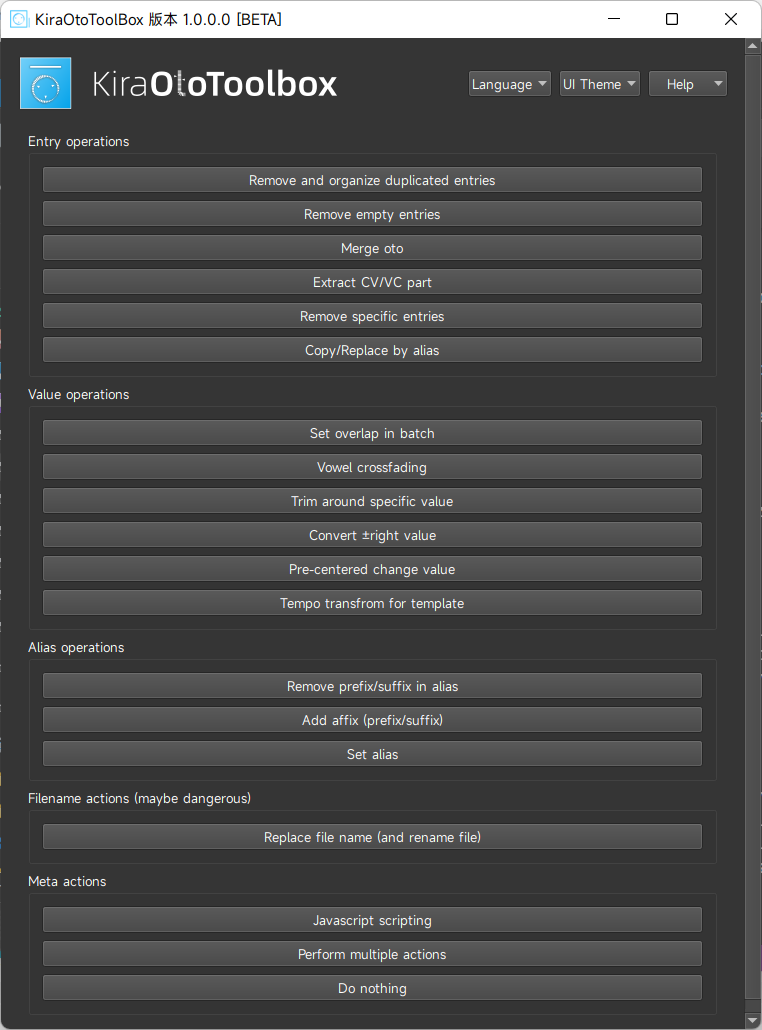 KiraOtoToolBox 版本 1.0.0.0 [BETA]
KiraOtoToolbox
Language
UI Theme
Help
Entry operations
Remove and organize duplicated entries
Remove empty entries
Merge oto
Extract CV/VC part
Remove specific entries
Copy/Replace by alias
Value operations
Set overlap in batch
Vowel crossfading
Trim around specific value
Convert ±right value
Pre-centered change value
Tempo transfrom for template
Alias operations
Remove prefix/suffix in alias
Add affix (prefix/suffix)
Set alias
Filename actions (maybe dangerous)
Replace file name (and rename file)
Meta actions
Javascript scripting
Perform multiple actions
Do nothing